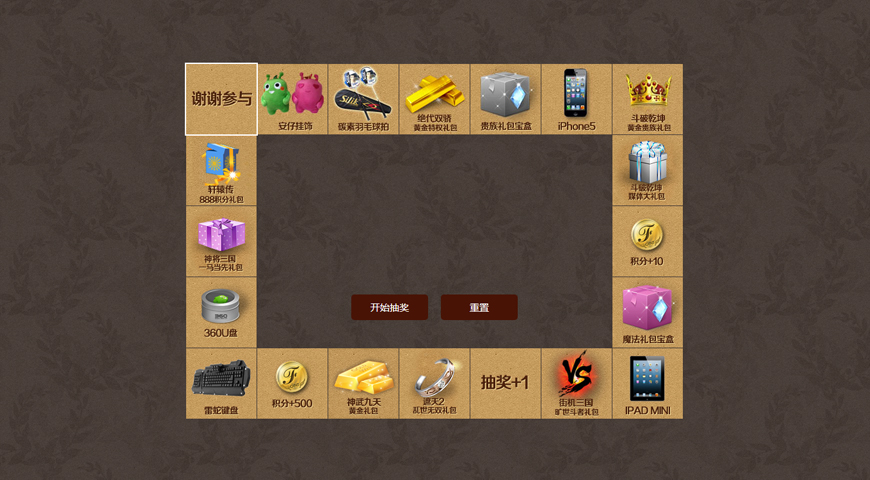 谢谢参与
安仔挂饰
碳素羽毛球拍
绝代双骄
黄金特权礼包
贵族礼包宝盒
iPhone5
斗破乾坤
黄金贵族礼包
轩辕传
888积分礼包
斗破乾坤
媒体大礼包
神将三国
一马当先礼包
积分+10
360U盘
魔法礼包宝盒
开始抽奖
重置
雷蛇键盘
积分+500
神武九天
黄金礼包
遮天2
乱世无双礼包
抽奖+1
街机三国
旷世斗者礼包
IPAD MINI